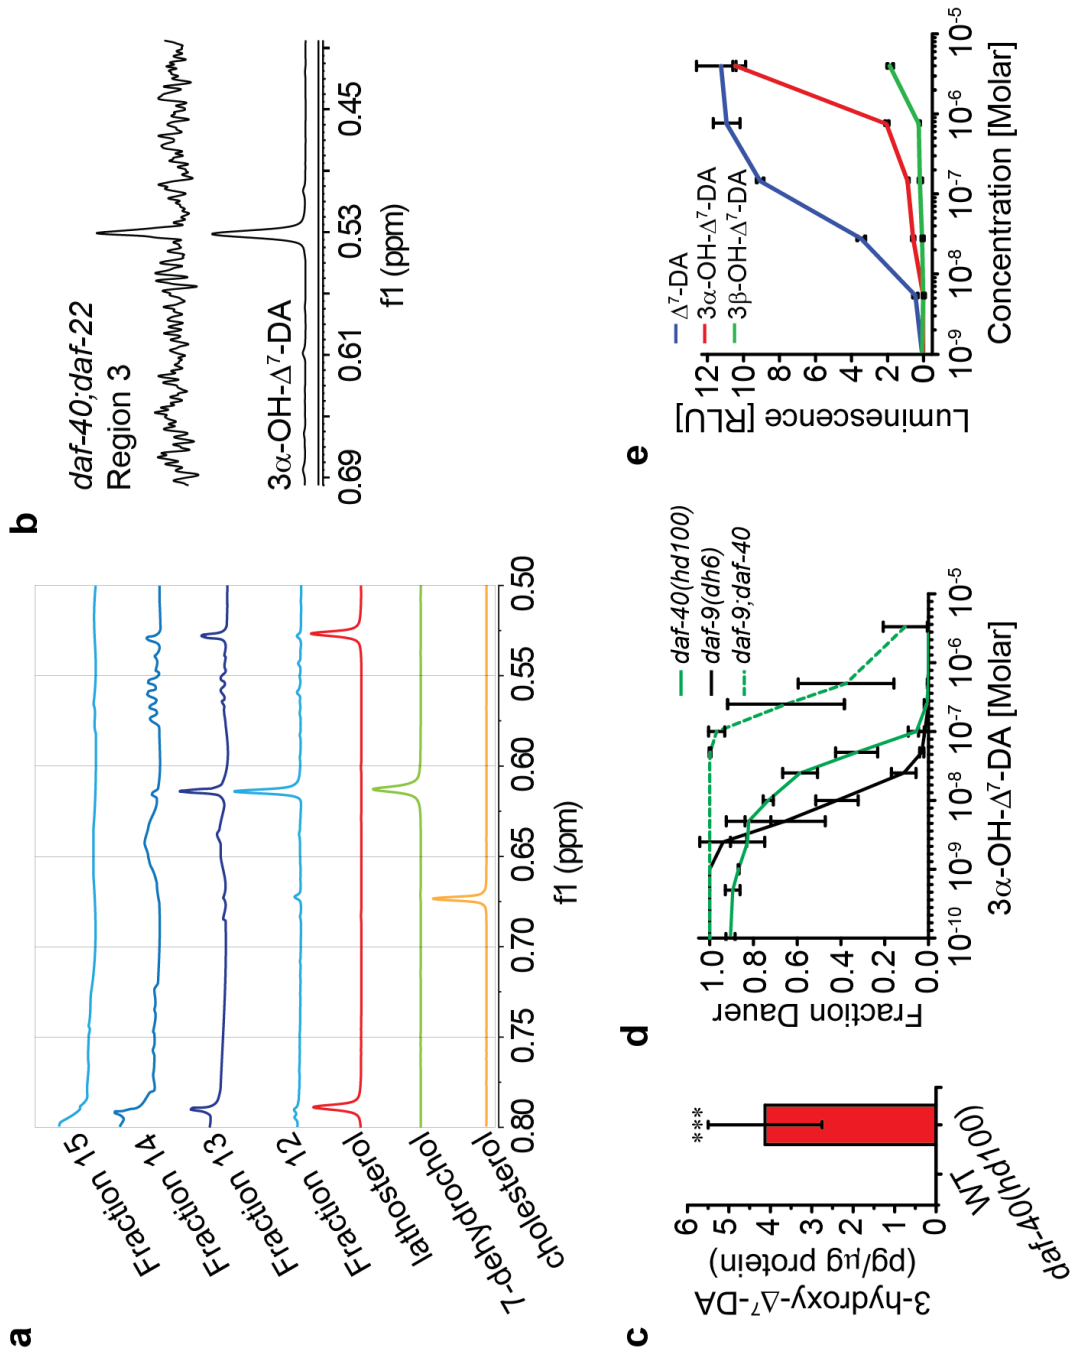 a
Fraction 15
Fraction 14
Fraction 13
Fraction 12
lathosterol
7-dehydrochol
cholesterol
0.80 0.75 0.70 0.65 0.60 0.55 0.50
f1 (ppm)
b
daf-40;daf-22
Region 3
3α-OH-Δ⁷-DA
0.69 0.61 0.53 0.45
f1 (ppm)
c
3-hydroxy-Δ⁷-DA
(pg/µg protein)
6
5
4
3
2
1
0
***
WT
daf-40(hd100)
d
Fraction Dauer
1.0
0.8
0.6
0.4
0.2
0.0
daf-40(hd100)
daf-9(dh6)
daf-9;daf-40
10⁻¹⁰ 10⁻⁹ 10⁻⁸ 10⁻⁷ 10⁻⁶ 10⁻⁵
3α-OH-Δ⁷-DA [Molar]
e
Luminescence [RLU]
12
10
8
6
4
2
0
Δ⁷-DA
3α-OH-Δ⁷-DA
3β-OH-Δ⁷-DA
10⁻⁹ 10⁻⁸ 10⁻⁷ 10⁻⁶ 10⁻⁵
Concentration [Molar]